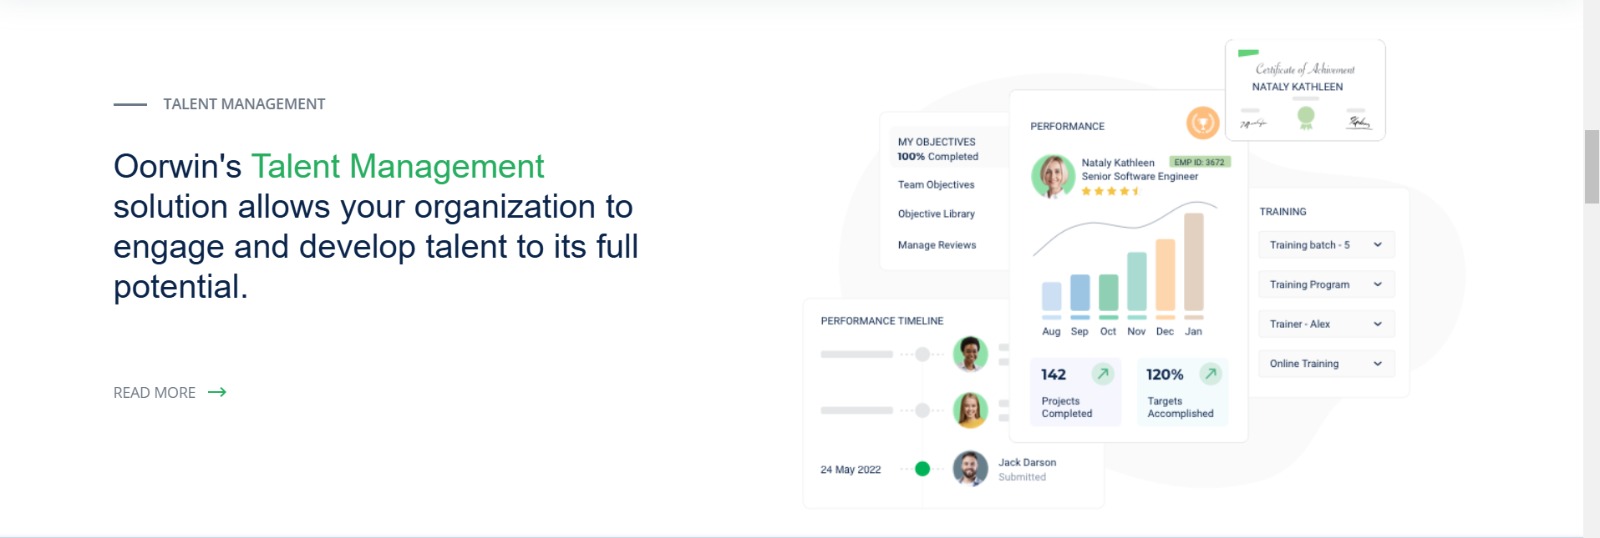 TALENT MANAGEMENT
Oorwin's Talent Management
solution allows your organization to
engage and develop talent to its full
potential.
READ MORE
MY OBJECTIVES
100% Completed
Team Objectives
Objective Library
Manage Reviews
PERFORMANCE TIMELINE
24 May 2022
Jack Darson
Submitted
PERFORMANCE
Nataly Kathleen EMP ID: 3672
Senior Software Engineer
Aug Sep Oct Nov Dec Jan
142
Projects
Completed
120%
Targets
Accomplished
Certificate of Achivement
NATALY KATHLEEN
TRAINING
Training batch - 5
Training Program
Trainer - Alex
Online Training